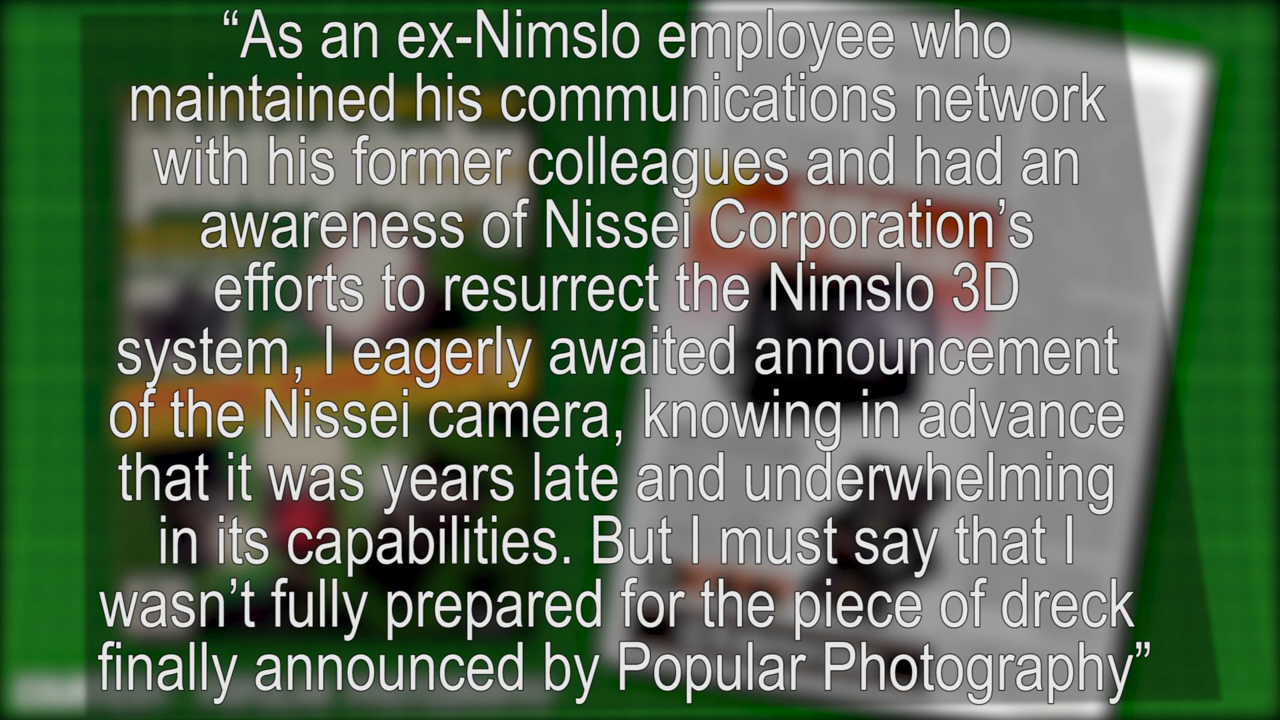 “As an ex-Nimslo employee who
maintained his communications network
with his former colleagues and had an
awareness of Nissei Corporation’s
efforts to resurrect the Nimslo 3D
system, I eagerly awaited announcement
of the Nissei camera, knowing in advance
that it was years late and underwhelming
in its capabilities. But I must say that I
wasn’t fully prepared for the piece of dreck
finally announced by Popular Photography”